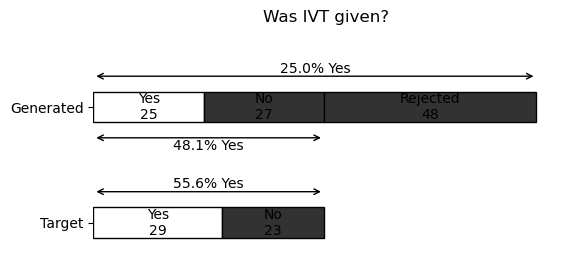 Was IVT given?
25.0% Yes
Generated
Yes
25
No
27
Rejected
48
48.1% Yes
55.6% Yes
Target
Yes
29
No
23